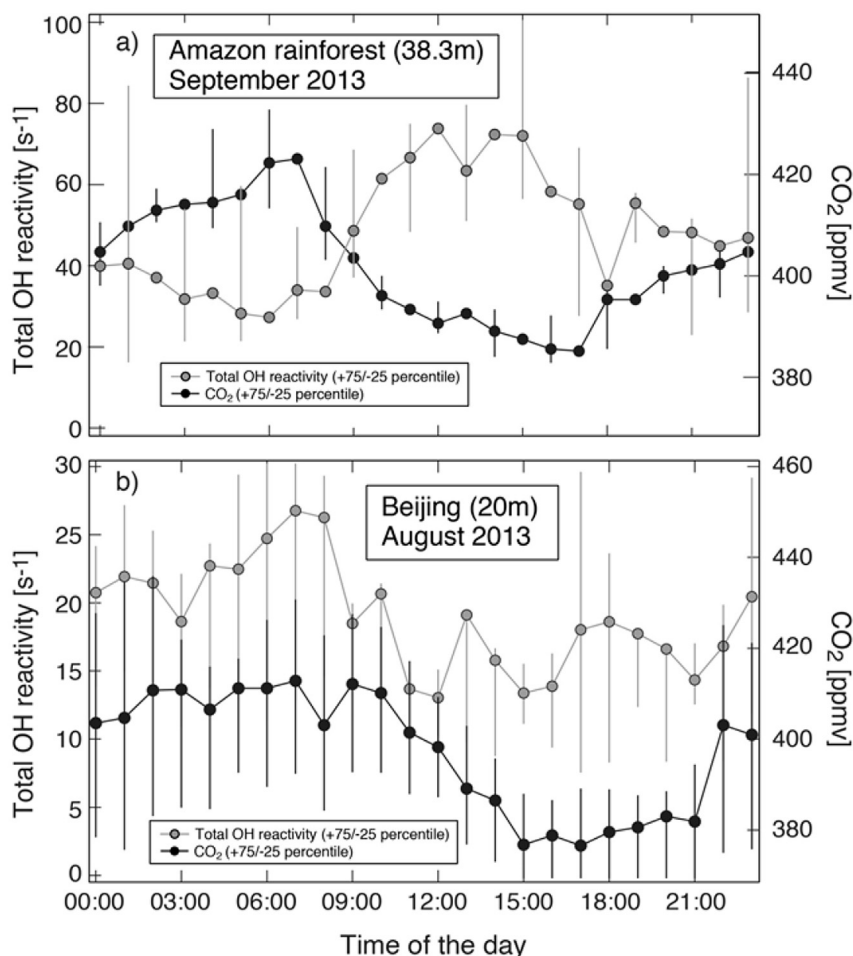 a)
Amazon rainforest (38.3m)
September 2013
100
80
60
40
20
0
Total OH reactivity [s-1]
440
420
400
380
CO2 [ppmv]
Total OH reactivity (+75/-25 percentile)
CO2 (+75/-25 percentile)
b)
Beijing (20m)
August 2013
30
25
20
15
10
5
0
Total OH reactivity [s-1]
460
440
420
400
380
CO2 [ppmv]
Total OH reactivity (+75/-25 percentile)
CO2 (+75/-25 percentile)
00:00 03:00 06:00 09:00 12:00 15:00 18:00 21:00
Time of the day